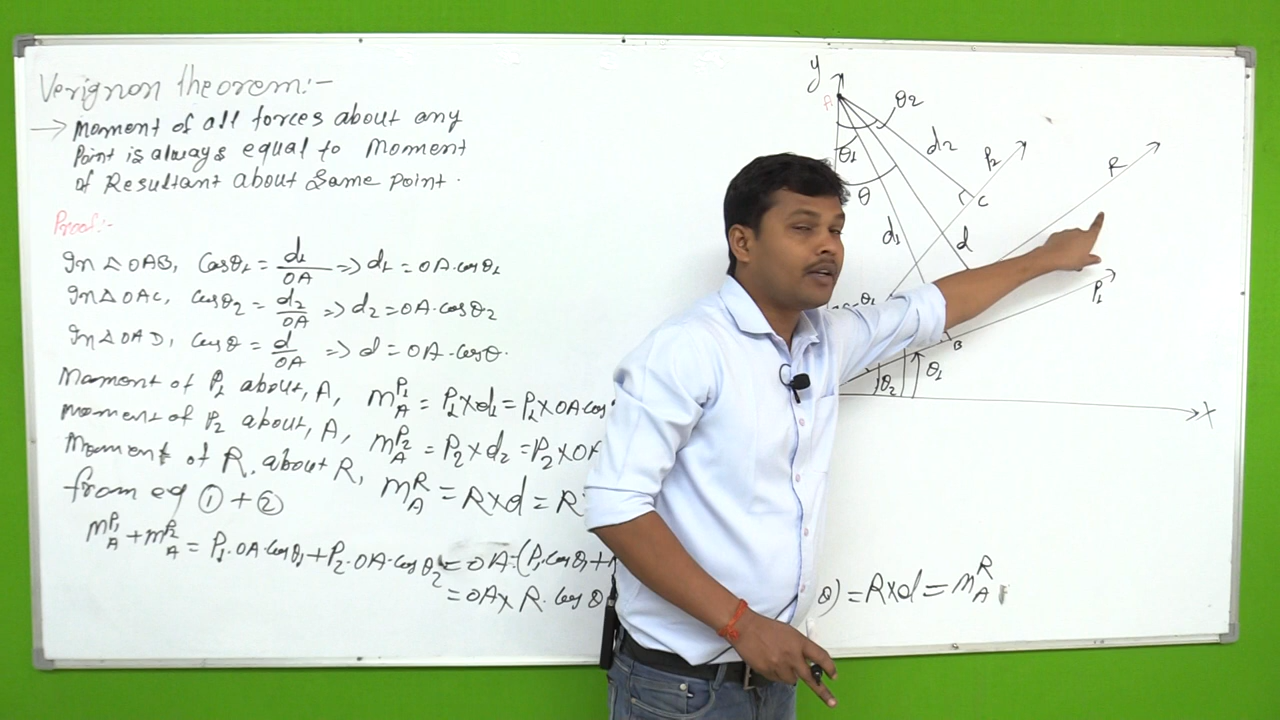 Verignon theorem:-
→ Moment of all forces about any
Point is always equal to Moment
of Resultant about Same Point.
Proof:-
In △OAB, Cosθ1 = d1/OA => d1 = OA.cosθ1
In △OAC, cosθ2 = d2/OA => d2 = OA.cosθ2
In △OAD, cosθ = d/OA => d = OA.cosθ.
Moment of P1 about, A, m_A^P1 = P1×d1 = P1×OAcos
Moment of P2 about, A, m_A^P2 = P2×d2 = P2×OA
Moment of R, about R, m_A^R = R×d = R
from eq ① + ②
m_A^P1 + m_A^P2 = P1.OA.cosθ1 + P2.OA.cosθ2 = OA.(P1.cosθ1+
= OA× R.cosθ
θ) = R×d = m_A^R
y
A
θ2
θ1
d2
P2
R
θ
C
d1
d
P1
B
θ2
θ1
X